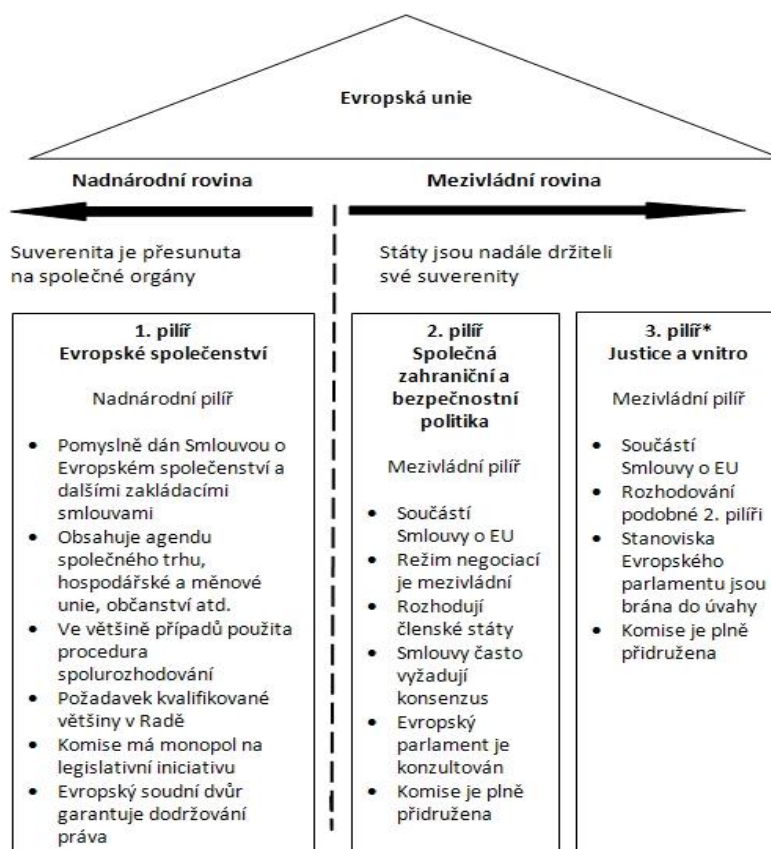 Evropská unie
Nadnárodní rovina
Mezivládní rovina
Suverenita je přesunuta
na společné orgány
Státy jsou nadále držiteli
své suverenity
1. pilíř
Evropské společenství
Nadnárodní pilíř
• Pomyslně dán Smlouvou o
Evropském společenství a
dalšími zakládacími
smlouvami
• Obsahuje agendu
společného trhu,
hospodářské a měnové
unie, občanství atd.
• Ve většině případů použita
procedura
spolurozhodování
• Požadavek kvalifikované
většiny v Radě
• Komise má monopol na
legislativní iniciativu
• Evropský soudní dvůr
garantuje dodržování
práva
2. pilíř
Společná
zahraniční a
bezpečnostní
politika
Mezivládní pilíř
• Součástí
Smlouvy o EU
• Režim negociací
je mezivládní
• Rozhodují
členské státy
• Smlouvy často
vyžadují
konsenzus
• Evropský
parlament je
konzultován
• Komise je plně
přidružena
3. pilíř*
Justice a vnitro
Mezivládní pilíř
• Součástí
Smlouvy o EU
• Rozhodování
podobné 2. pilíři
• Stanoviska
Evropského
parlamentu jsou
brána do úvahy
• Komise je plně
přidružena